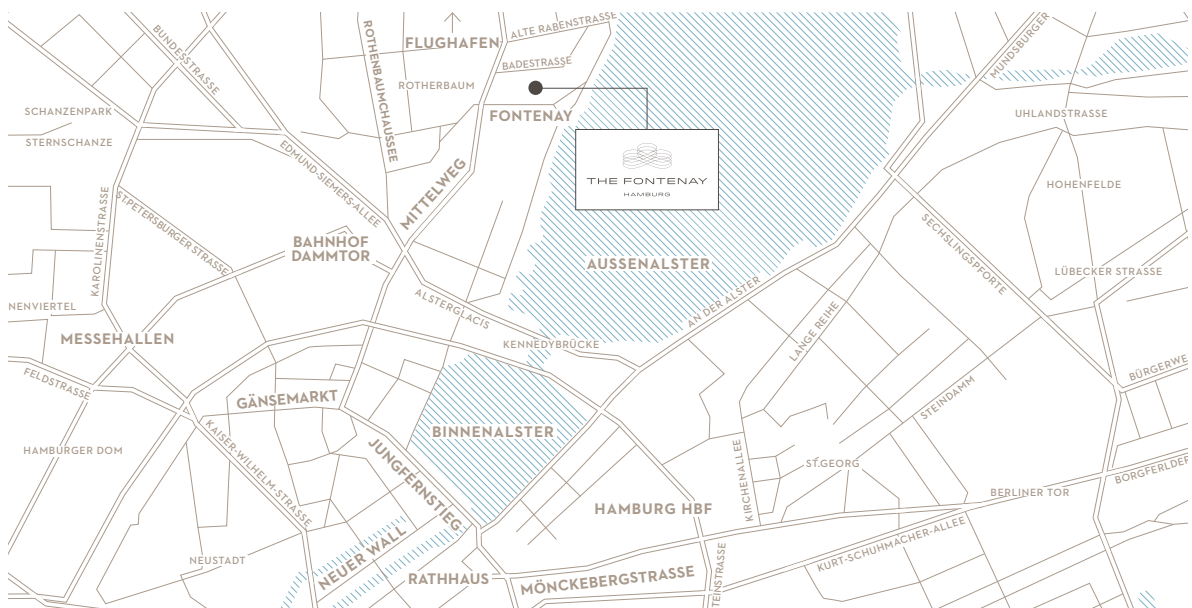 ALTE RABENSTRASSE
MUNDSBURGER
BUNDESSTRASSE
FLUGHAFEN
ROTHENBAUMCHAUSSEE
BADESTRASSE
ROTHERBAUM
SCHANZENPARK
FONTENAY
UHLANDSTRASSE
STERNSCHANZE
EDMUND-SIEMERS-ALLEE
THE FONTENAY
HAMBURG
HOHENFELDE
MITTELWEG
ST.PETERSBURGER STRASSE
KAROLINENSTRASSE
BAHNHOF
DAMMTOR
SECHSLINGSPFORTE
AUSSENALSTER
LÜBECKER STRASSE
NENVIERTEL
ALSTERGLACIS
AN DER ALSTER
LANGE REIHE
MESSEHALLEN
KENNEDYBRÜCKE
FELDSTRASSE
BÜRGERWE
GÄNSEMARKT
STEINDAMM
BINNENALSTER
HAMBURGER DOM
KAISER-WILHELM-STRASSE
JUNGFERNSTIEG
KIRCHENALLEE
ST.GEORG
BORGFERLDER
BERLINER TOR
HAMBURG HBF
KURT-SCHUHMACHER-ALLEE
NEUSTADT
NEUER WALL
RATHHAUS
MÖNCKEBERGSTRASSE
TEINSTRASSE